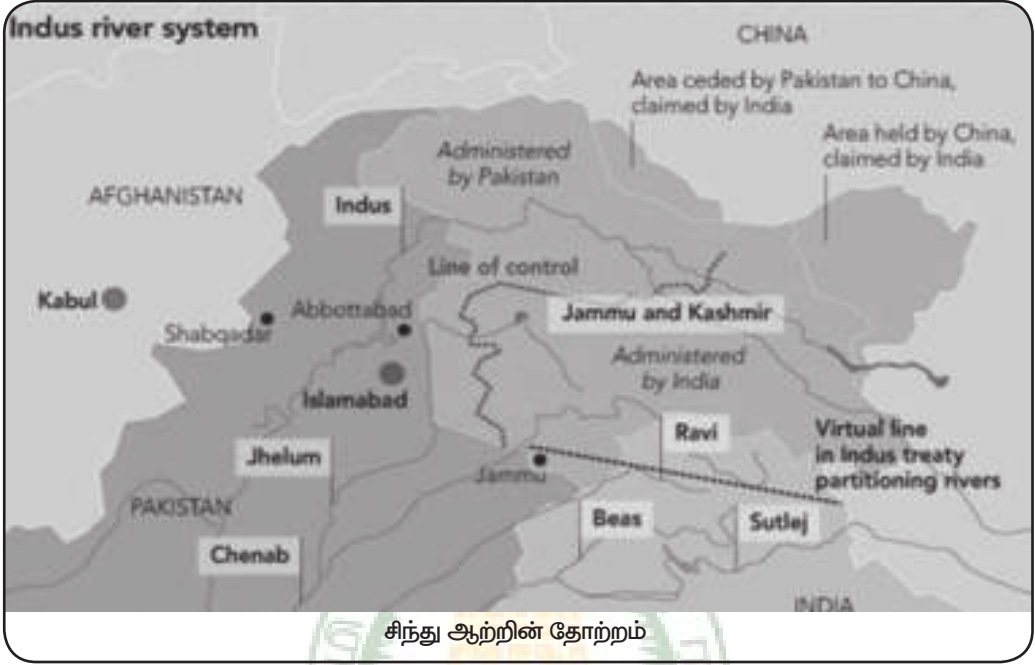 Indus river system
CHINA
Area ceded by Pakistan to China,
claimed by India
Area held by China,
claimed by India
Administered
by Pakistan
AFGHANISTAN
Indus
Line of control
Kabul
Abbottabad
Jammu and Kashmir
Shabqadar
Administered
by India
Islamabad
Ravi
Virtual line
in Indus treaty
partitioning rivers
Jhelum
Jammu
PAKISTAN
Beas
Sutlej
Chenab
INDIA
சிந்து ஆற்றின் தோற்றம்